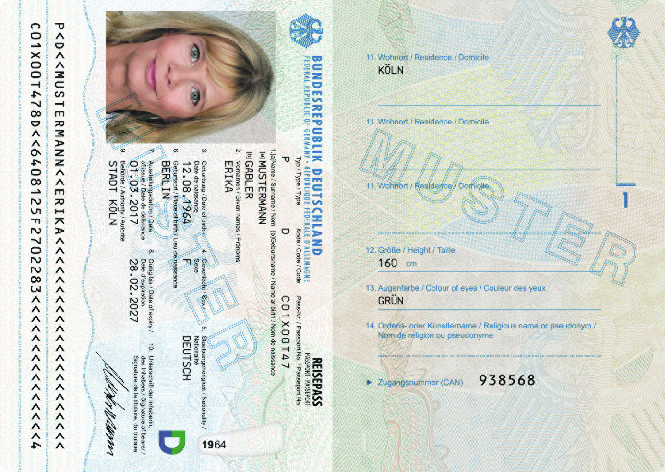 BUNDESREPUBLIK DEUTSCHLAND
FEDERAL REPUBLIC OF GERMANY / RÉPUBLIQUE FÉDÉRALE D'ALLEMAGNE
REISEPASS
PASSPORT / PASSEPORT
Typ / Type / Type
Kode / Code / Code
Pass-Nr. / Passport No. / Passeport No
P
D
C01X00T47
1.[a]Name / Surname / Nom [b]Geburtsname / Name at birth / Nom de naissance
[a]MUSTERMANN
[b]GABLER
2. Vornamen / Given names / Prénoms
ERIKA
3. Geburtstag / Date of birth /
Date de naissance
4. Geschlecht / Sex /
Sexe
5. Staatsangehörigkeit / Nationality /
Nationalité
12.08.1964
F
DEUTSCH
6. Geburtsort / Place of birth / Lieu de naissance
BERLIN
7. Ausstellungsdatum / Date
of issue / Date de délivrance
8. Gültig bis / Date of expiry /
Date d'expiration
10. Unterschrift der Inhaberin,
des Inhabers / Signature of bearer /
Signature de la titulaire, du titulaire
01.03.2017
28.02.2027
9. Behörde / Authority / Autorité
STADT KÖLN
MUSTER
1964
D
P<D<<MUSTERMANN<<ERIKA<<<<<<<<<<<<<<<<<<<<<<
C01X00T478D<<6408125F2702283<<<<<<<<<<<<<<<4
11. Wohnort / Residence / Domicile
KÖLN
11. Wohnort / Residence / Domicile
11. Wohnort / Residence / Domicile
MUSTER
1
12. Größe / Height / Taille
160 cm
13. Augenfarbe / Colour of eyes / Couleur des yeux
GRÜN
14. Ordens- oder Künstlername / Religious name or pseudonym /
Nom de religion ou pseudonyme
Zugangsnummer (CAN) 938568